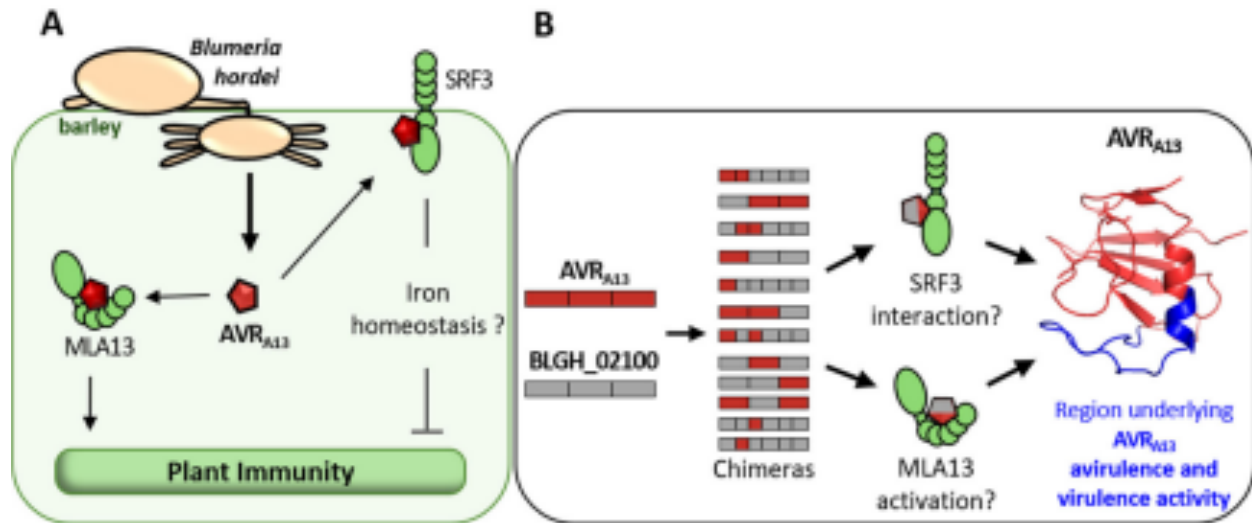 A
Blumeria
hordei
SRF3
barley
MLA13
AVRA13
Iron
homeostasis ?
Plant Immunity
B
AVRA13
BLGH_02100
Chimeras
SRF3
interaction?
MLA13
activation?
AVRA13
Region underlying
AVRA13
avirulence and
virulence activity